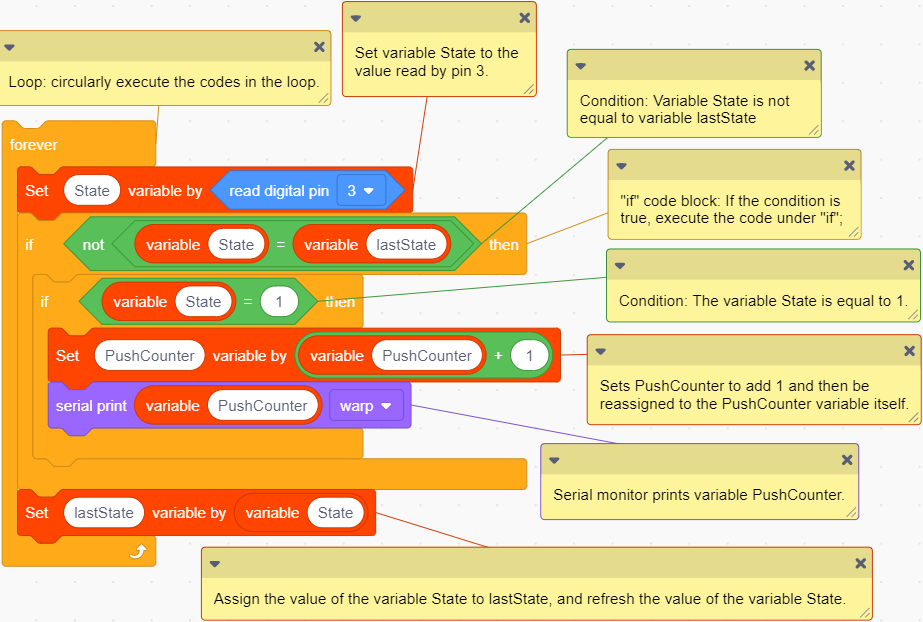 Loop: circularly execute the codes in the loop.
Set variable State to the
value read by pin 3.
Condition: Variable State is not
equal to variable lastState
"if" code block: If the condition is
true, execute the code under "if";
Condition: The variable State is equal to 1.
Sets PushCounter to add 1 and then be
reassigned to the PushCounter variable itself.
Serial monitor prints variable PushCounter.
Assign the value of the variable State to lastState, and refresh the value of the variable State.
forever
Set State variable by read digital pin 3
if not variable State = variable lastState then
if variable State = 1 then
Set PushCounter variable by variable PushCounter + 1
serial print variable PushCounter warp
Set lastState variable by variable State